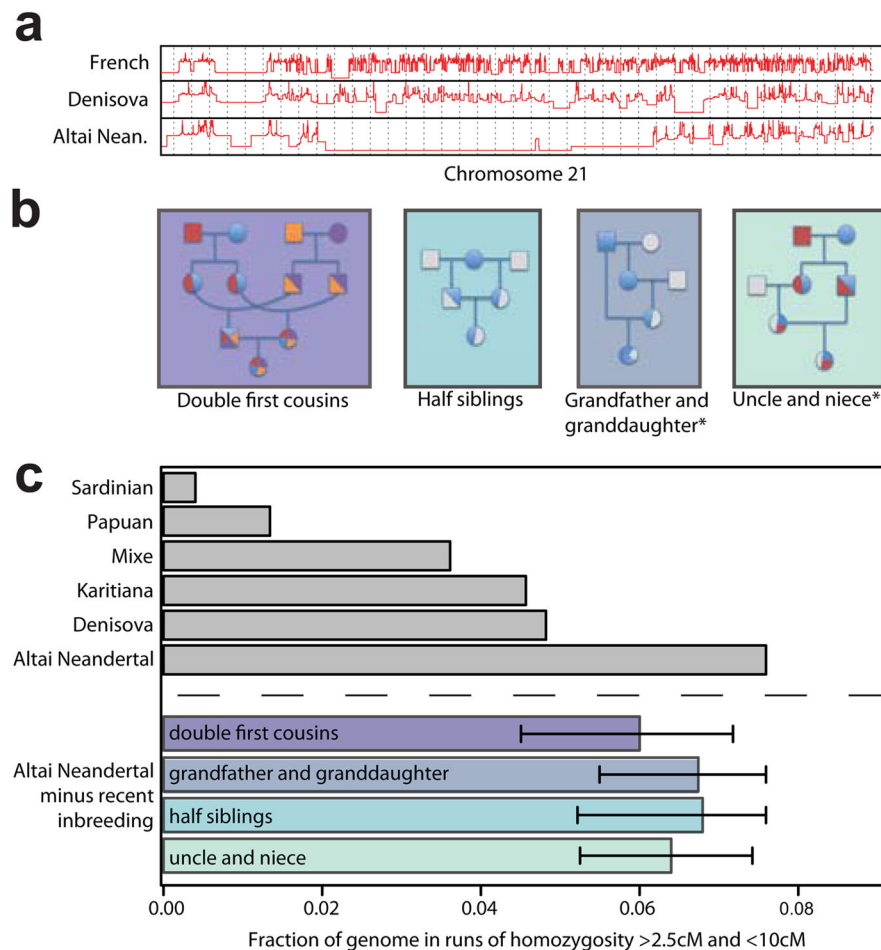 a
French
Denisova
Altai Nean.
Chromosome 21
b
Double first cousins
Half siblings
Grandfather and
granddaughter*
Uncle and niece*
c
Sardinian
Papuan
Mixe
Karitiana
Denisova
Altai Neandertal
Altai Neandertal
minus recent
inbreeding
double first cousins
grandfather and granddaughter
half siblings
uncle and niece
0.00 0.02 0.04 0.06 0.08
Fraction of genome in runs of homozygosity >2.5cM and <10cM